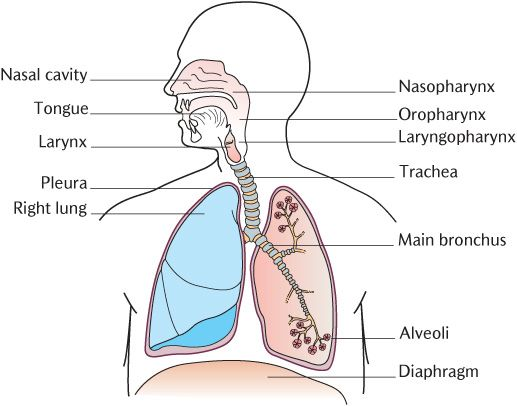 Nasal cavity
Tongue
Larynx
Pleura
Right lung
Nasopharynx
Oropharynx
Laryngopharynx
Trachea
Main bronchus
Alveoli
Diaphragm